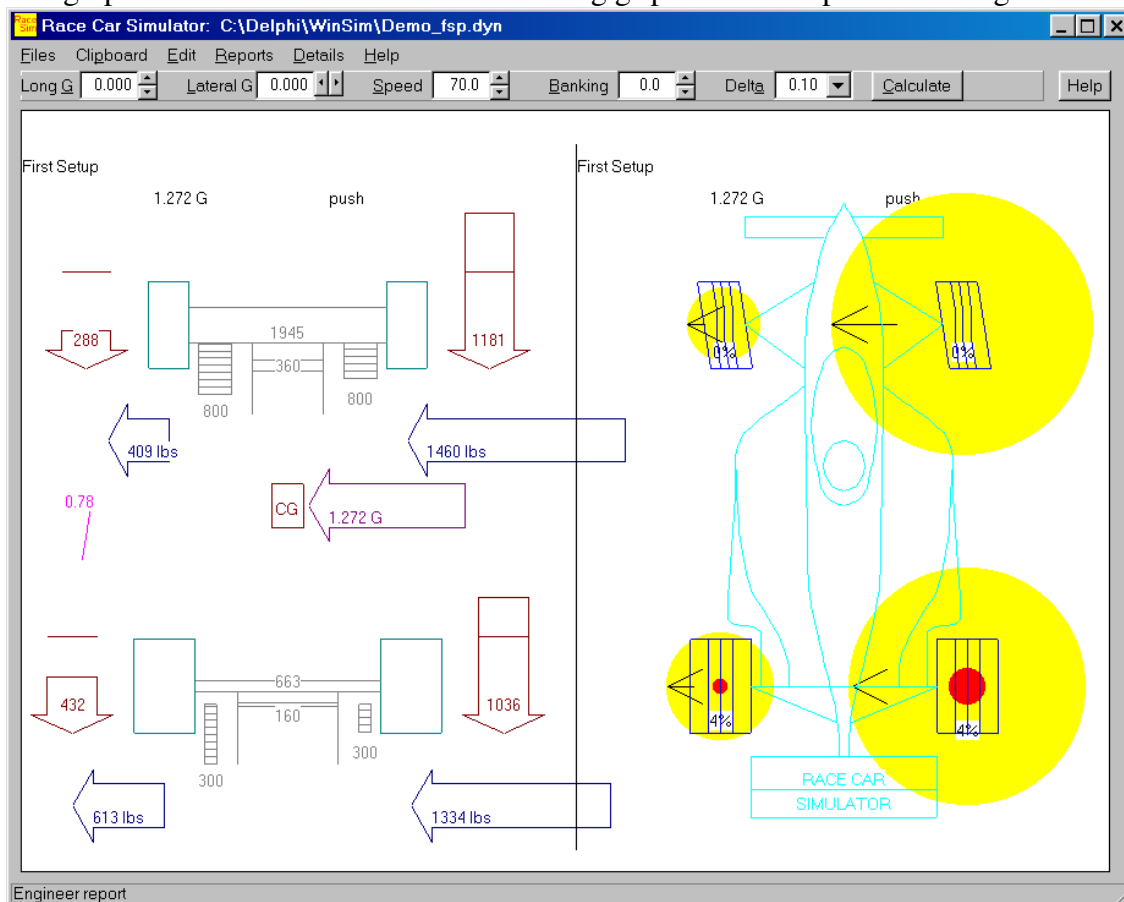 Race Car Simulator: C:\Delphi\WinSim\Demo_fsp.dyn
Files Clipboard Edit Reports Details Help
Long G 0.000 Lateral G 0.000 Speed 70.0 Banking 0.0 Delta 0.10 Calculate Help
First Setup
1.272 G push
288
1945
360
800
800
1181
409 lbs
1460 lbs
0.78
CG
1.272 G
663
160
432
300
300
1036
613 lbs
1334 lbs
First Setup
1.272 G push
0%
0%
4%
4%
RACE CAR
SIMULATOR
Engineer report